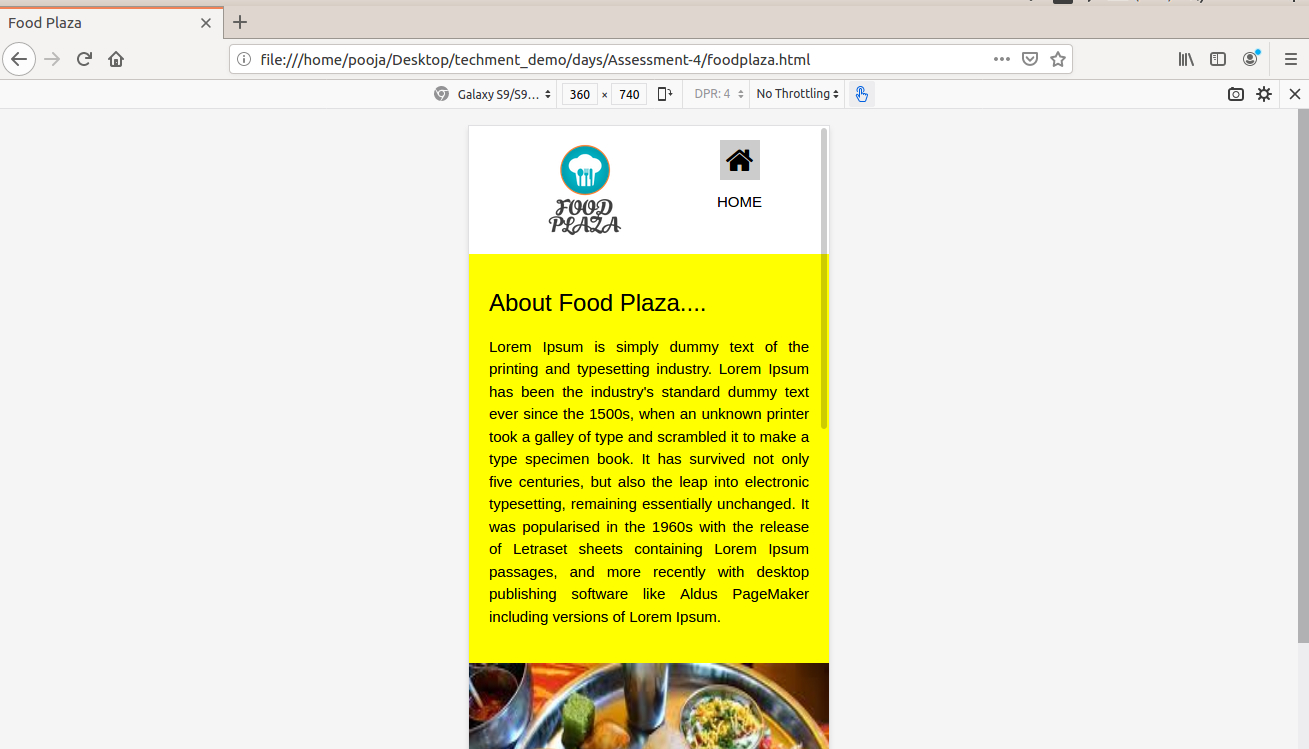 Food Plaza
file:///home/pooja/Desktop/techment_demo/days/Assessment-4/foodplaza.html
Galaxy S9/S9... 360 × 740 DPR: 4 No Throttling
FOOD
PLAZA
HOME
About Food Plaza....
Lorem Ipsum is simply dummy text of the
printing and typesetting industry. Lorem Ipsum
has been the industry's standard dummy text
ever since the 1500s, when an unknown printer
took a galley of type and scrambled it to make a
type specimen book. It has survived not only
five centuries, but also the leap into electronic
typesetting, remaining essentially unchanged. It
was popularised in the 1960s with the release
of Letraset sheets containing Lorem Ipsum
passages, and more recently with desktop
publishing software like Aldus PageMaker
including versions of Lorem Ipsum.